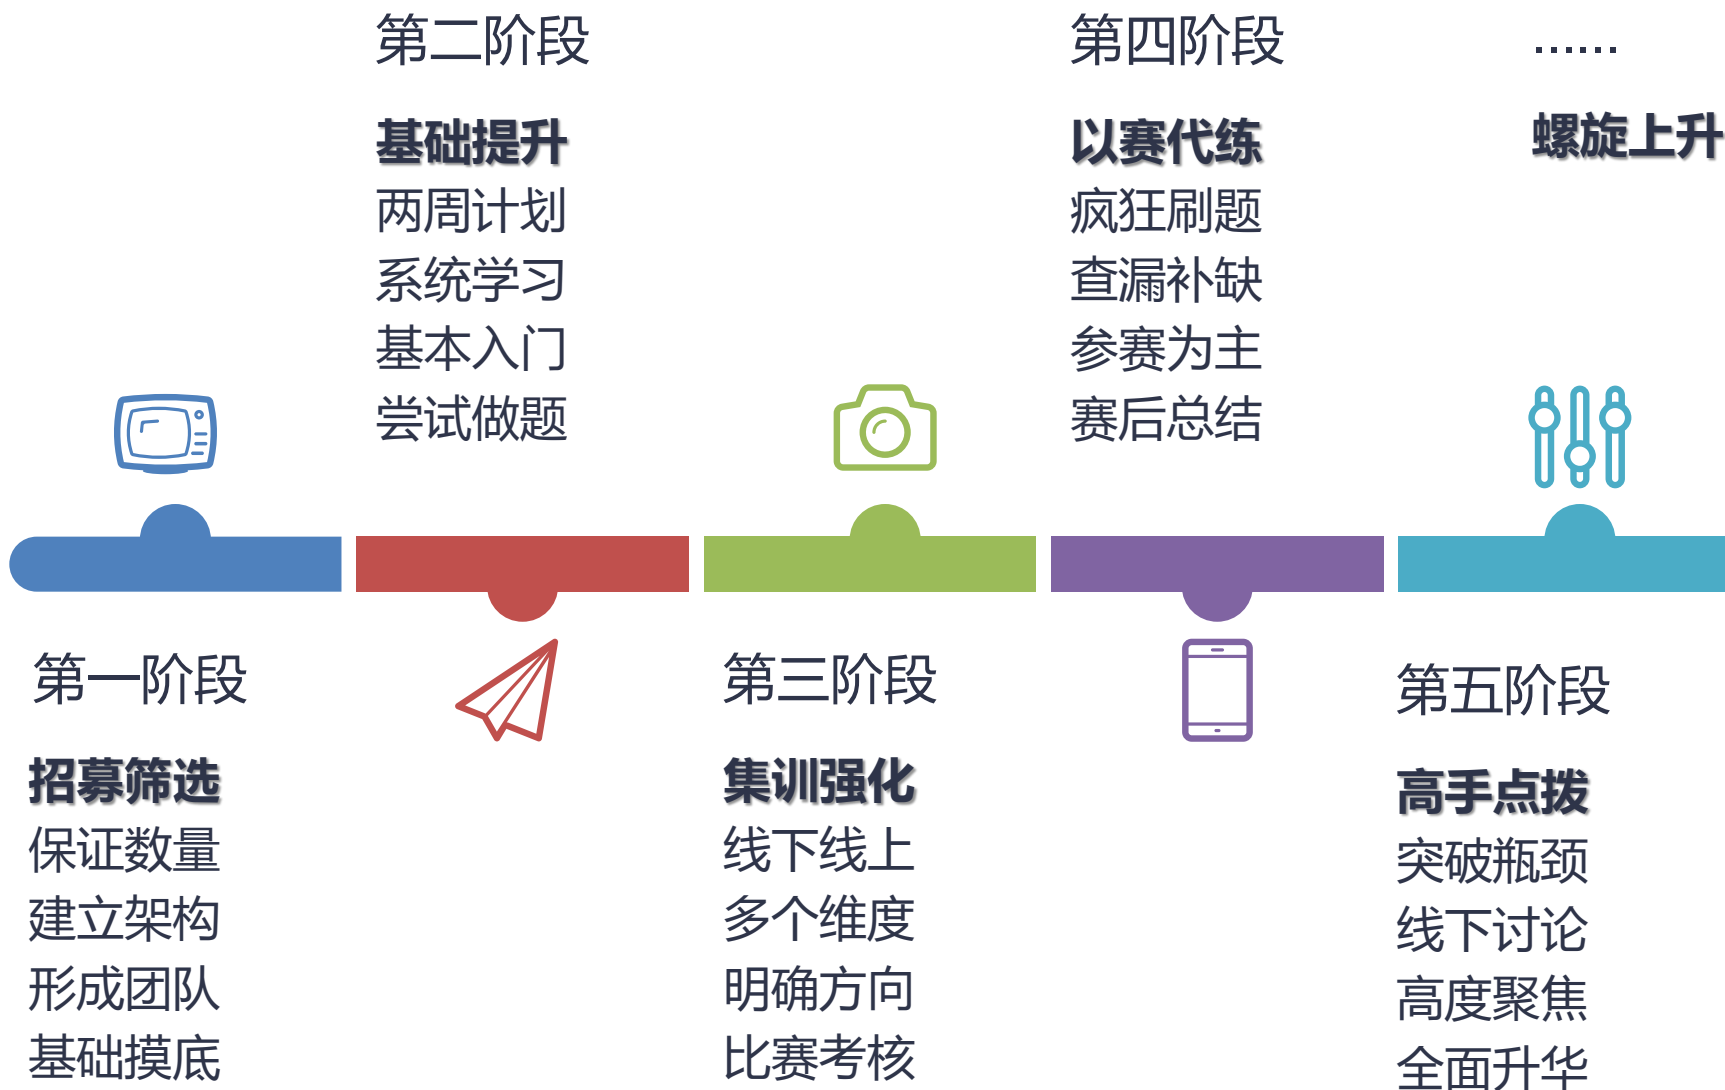 第一阶段
招募筛选
保证数量
建立架构
形成团队
基础摸底
第二阶段
基础提升
两周计划
系统学习
基本入门
尝试做题
第三阶段
集训强化
线下线上
多个维度
明确方向
比赛考核
第四阶段
以赛代练
疯狂刷题
查漏补缺
参赛为主
赛后总结
第五阶段
高手点拨
突破瓶颈
线下讨论
高度聚焦
全面升华
......
螺旋上升